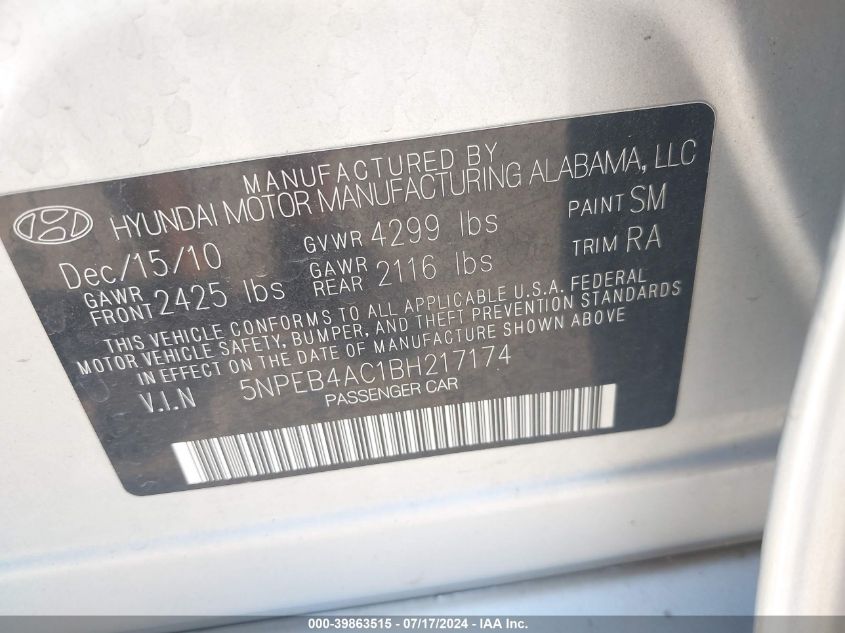 MANUFACTURED BY
HYUNDAI MOTOR MANUFACTURING ALABAMA, LLC
Dec/15/10 GVWR 4299 lbs PAINT SM
GAWR FRONT 2425 lbs GAWR REAR 2116 lbs TRIM RA
THIS VEHICLE CONFORMS TO ALL APPLICABLE U.S.A. FEDERAL
MOTOR VEHICLE SAFETY, BUMPER, AND THEFT PREVENTION STANDARDS
IN EFFECT ON THE DATE OF MANUFACTURE SHOWN ABOVE
V.I.N 5NPEB4AC1BH217174
PASSENGER CAR
000-39863515 - 07/17/2024 - IAA Inc.